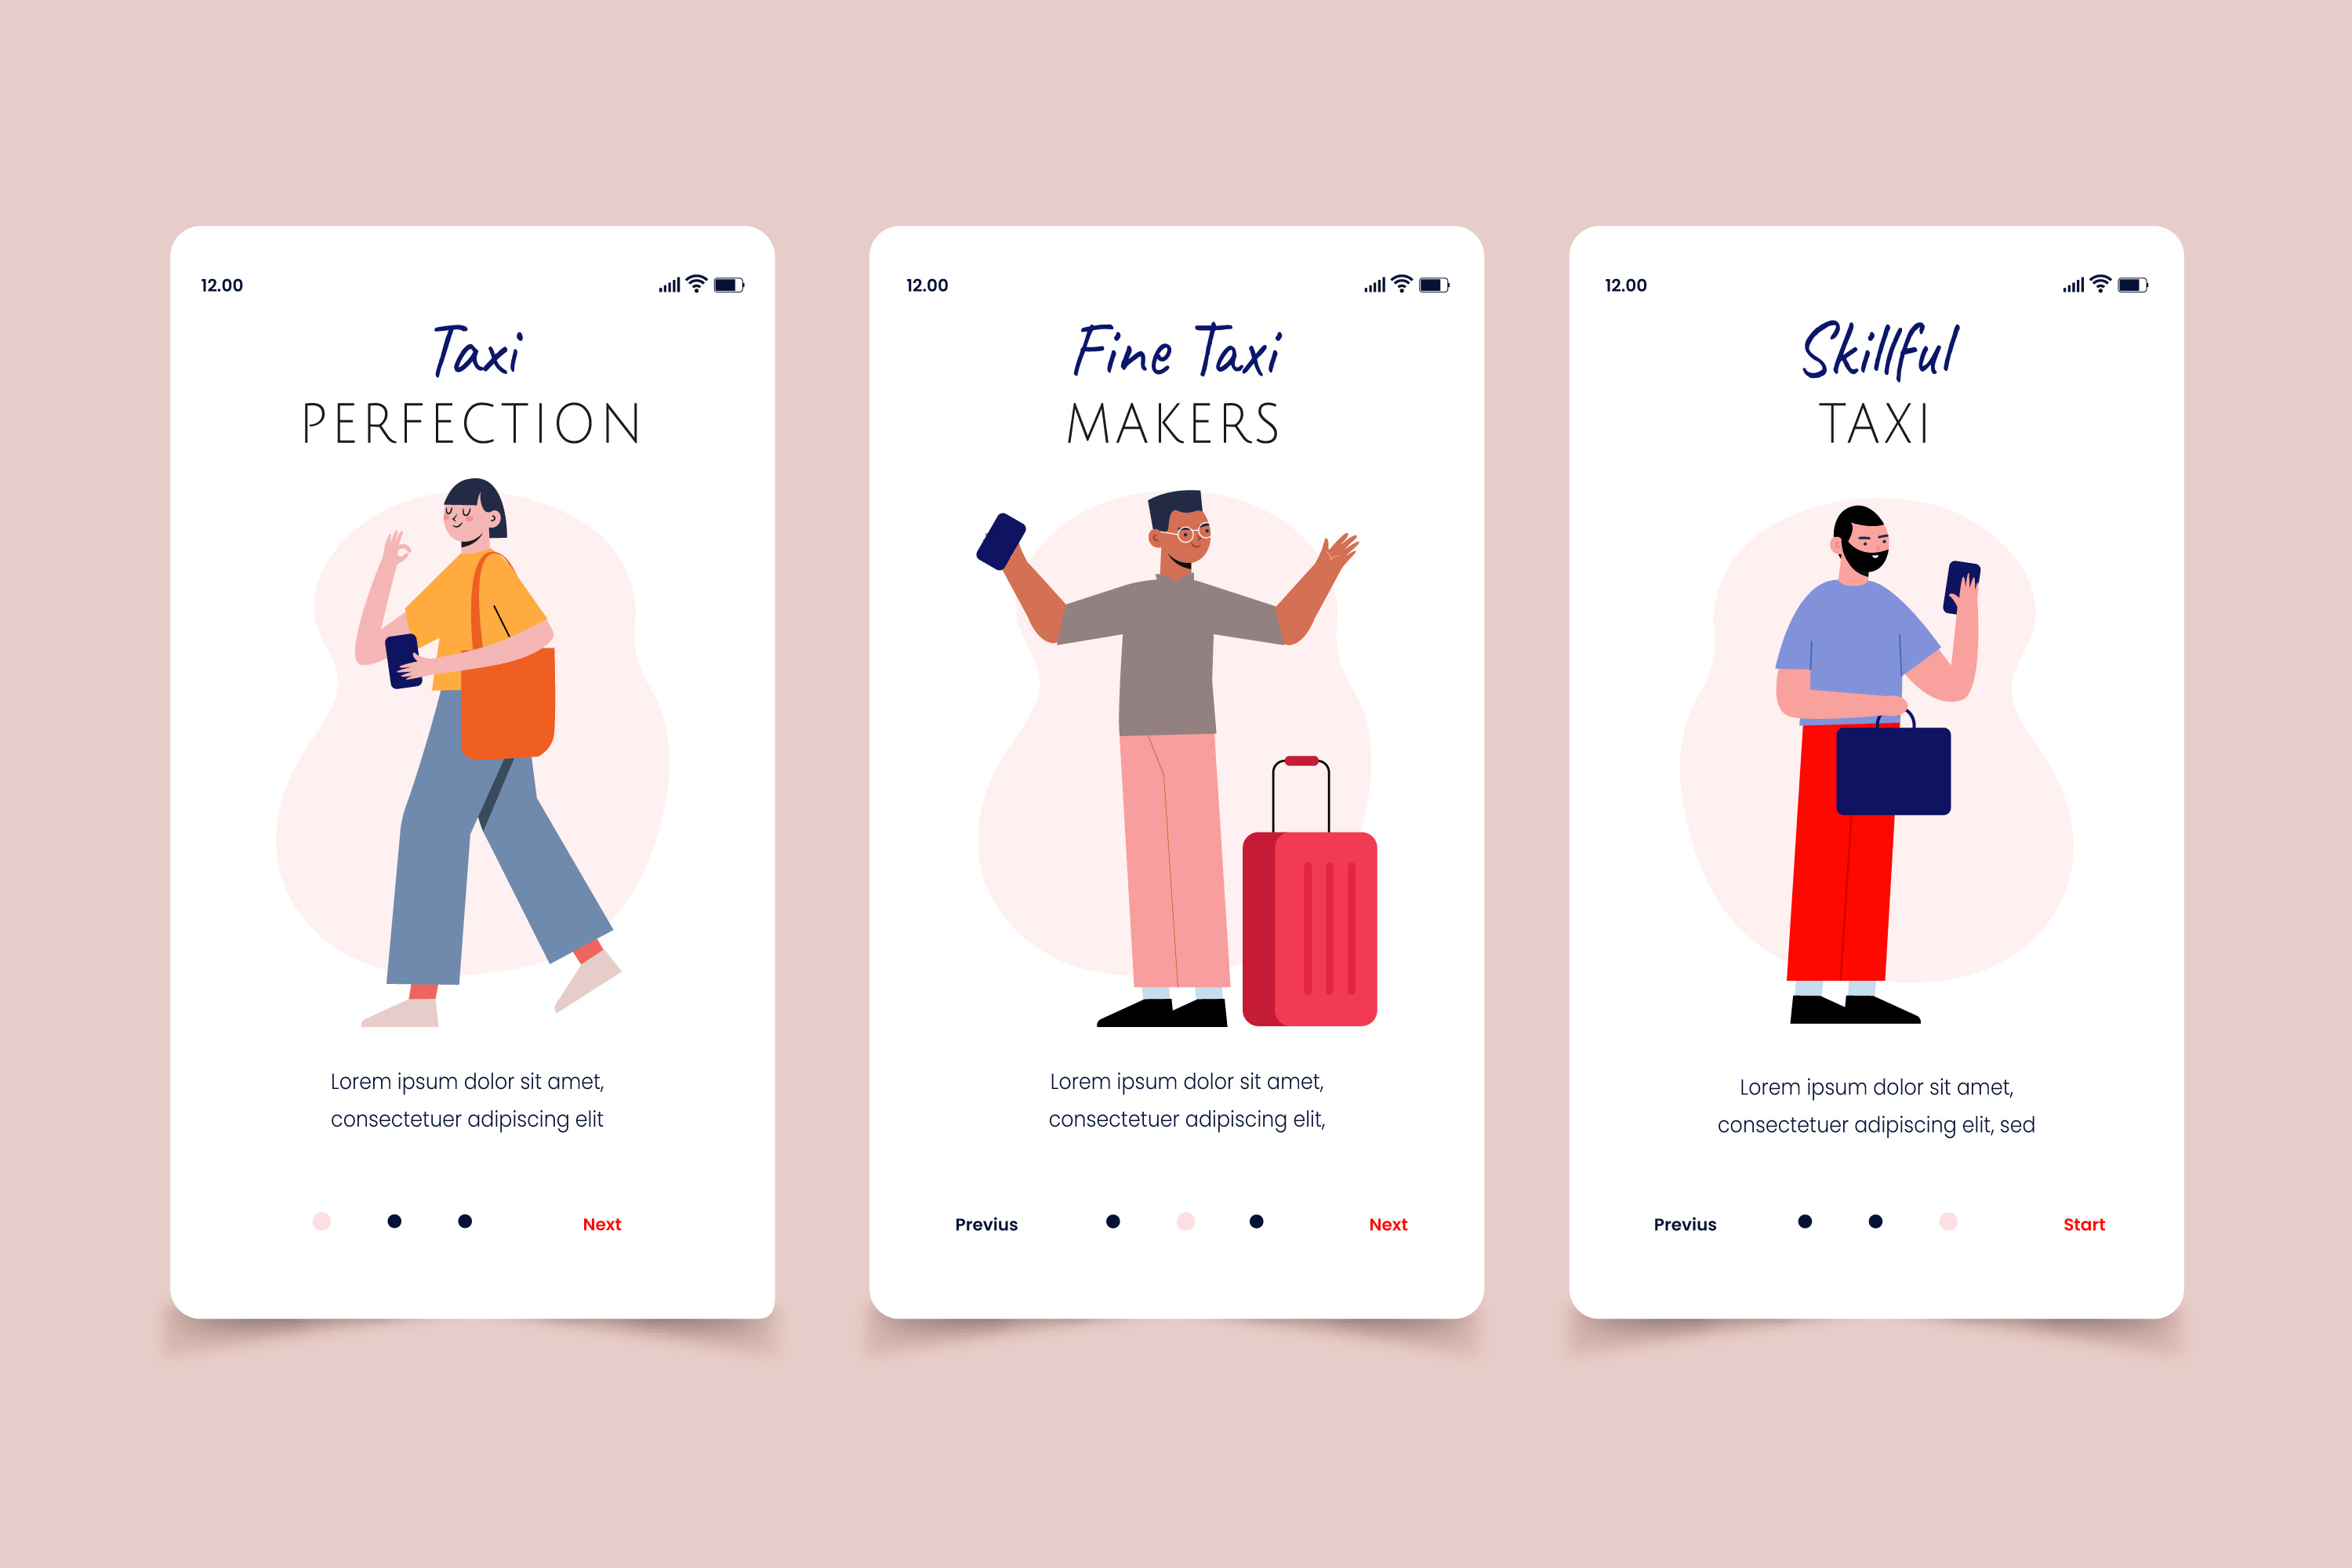 12.00
Taxi
PERFECTION
Lorem ipsum dolor sit amet,
consectetuer adipiscing elit
Next
12.00
Fine Taxi
MAKERS
Lorem ipsum dolor sit amet,
consectetuer adipiscing elit,
Previus
Next
12.00
Skillful
TAXI
Lorem ipsum dolor sit amet,
consectetuer adipiscing elit, sed
Previus
Start